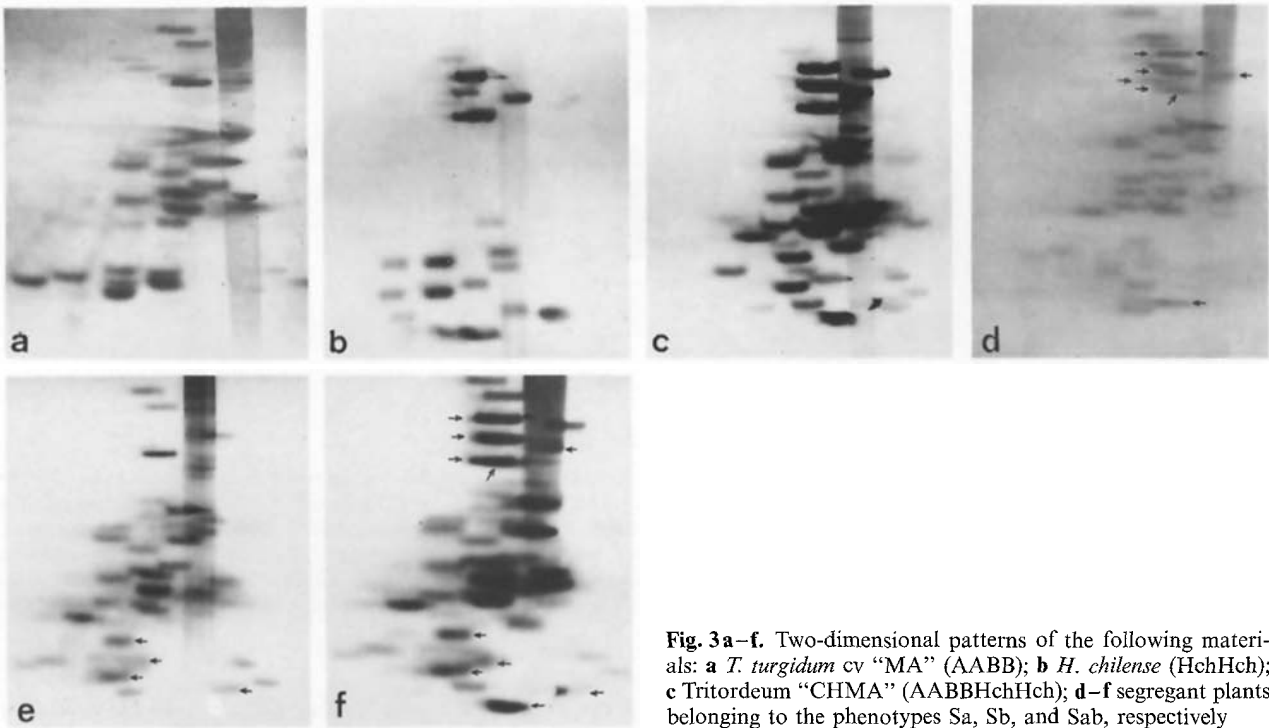 a
b
c
d
e
f
Fig. 3a–f. Two-dimensional patterns of the following materi-
als: a T. turgidum cv “MA” (AABB); b H. chilense (HchHch);
c Tritordeum “CHMA” (AABBHchHch); d–f segregant plants
belonging to the phenotypes Sa, Sb, and Sab, respectively